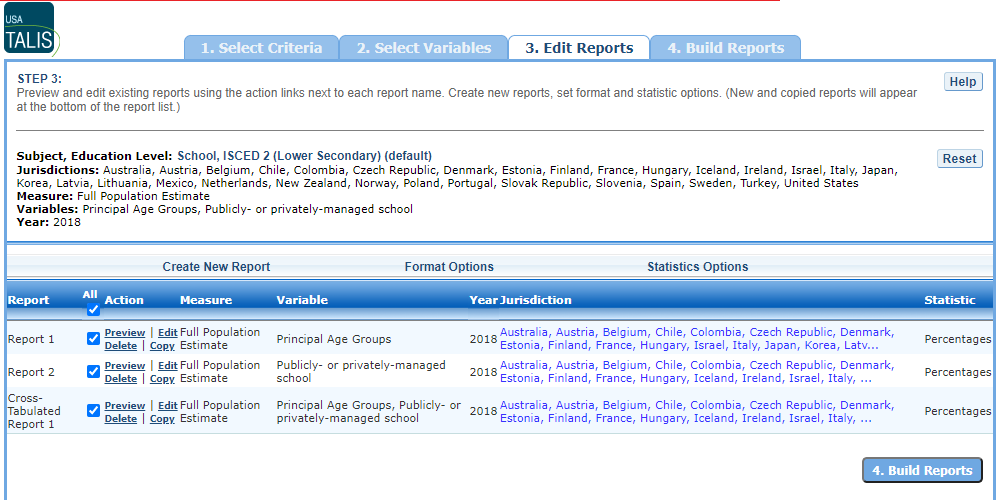 USA
TALIS
1. Select Criteria
2. Select Variables
3. Edit Reports
4. Build Reports
STEP 3:
Preview and edit existing reports using the action links next to each report name. Create new reports, set format and statistic options. (New and copied reports will appear
at the bottom of the report list.)
Help
Subject, Education Level: School, ISCED 2 (Lower Secondary) (default)
Jurisdictions: Australia, Austria, Belgium, Chile, Colombia, Czech Republic, Denmark, Estonia, Finland, France, Hungary, Iceland, Ireland, Israel, Italy, Japan,
Korea, Latvia, Lithuania, Mexico, Netherlands, New Zealand, Norway, Poland, Portugal, Slovak Republic, Slovenia, Spain, Sweden, Turkey, United States
Measure: Full Population Estimate
Variables: Principal Age Groups, Publicly- or privately-managed school
Year: 2018
Reset
Create New Report Format Options Statistics Options
Report All Action Measure Variable Year Jurisdiction Statistic
Report 1
Preview | Edit
Delete | Copy
Full Population
Estimate
Principal Age Groups
2018
Australia, Austria, Belgium, Chile, Colombia, Czech Republic, Denmark,
Estonia, Finland, France, Hungary, Israel, Italy, Japan, Korea, Latv...
Percentages
Report 2
Preview | Edit
Delete | Copy
Full Population
Estimate
Publicly- or privately-managed
school
2018
Australia, Austria, Belgium, Chile, Colombia, Czech Republic, Denmark,
Estonia, Finland, France, Hungary, Iceland, Ireland, Israel, Italy, ...
Percentages
Cross-
Tabulated
Report 1
Preview | Edit
Delete | Copy
Full Population
Estimate
Principal Age Groups, Publicly- or
privately-managed school
2018
Australia, Austria, Belgium, Chile, Colombia, Czech Republic, Denmark,
Estonia, Finland, France, Hungary, Iceland, Ireland, Israel, Italy, ...
Percentages
4. Build Reports